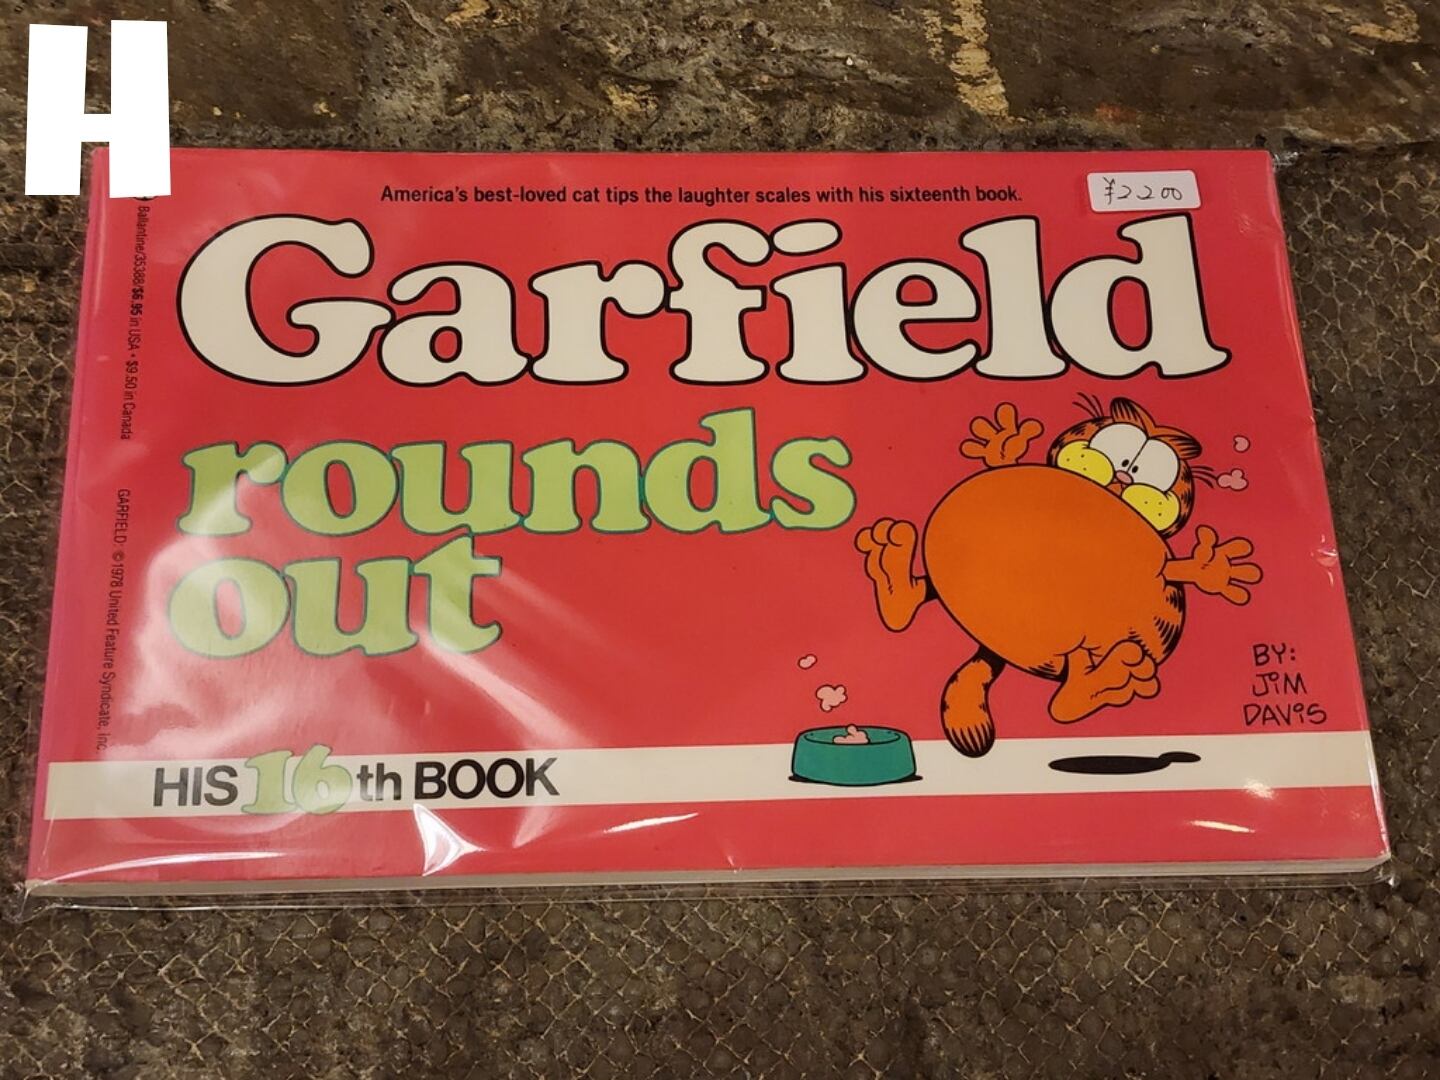 H
America's best-loved cat tips the laughter scales with his sixteenth book.
¥2200
Garfield
rounds
out
BY:
JIM
DAVIS
HIS 16th BOOK
Ballantine/35388/$6.95 in USA • $9.50 in Canada
GARFIELD: ©1978 United Feature Syndicate, Inc.